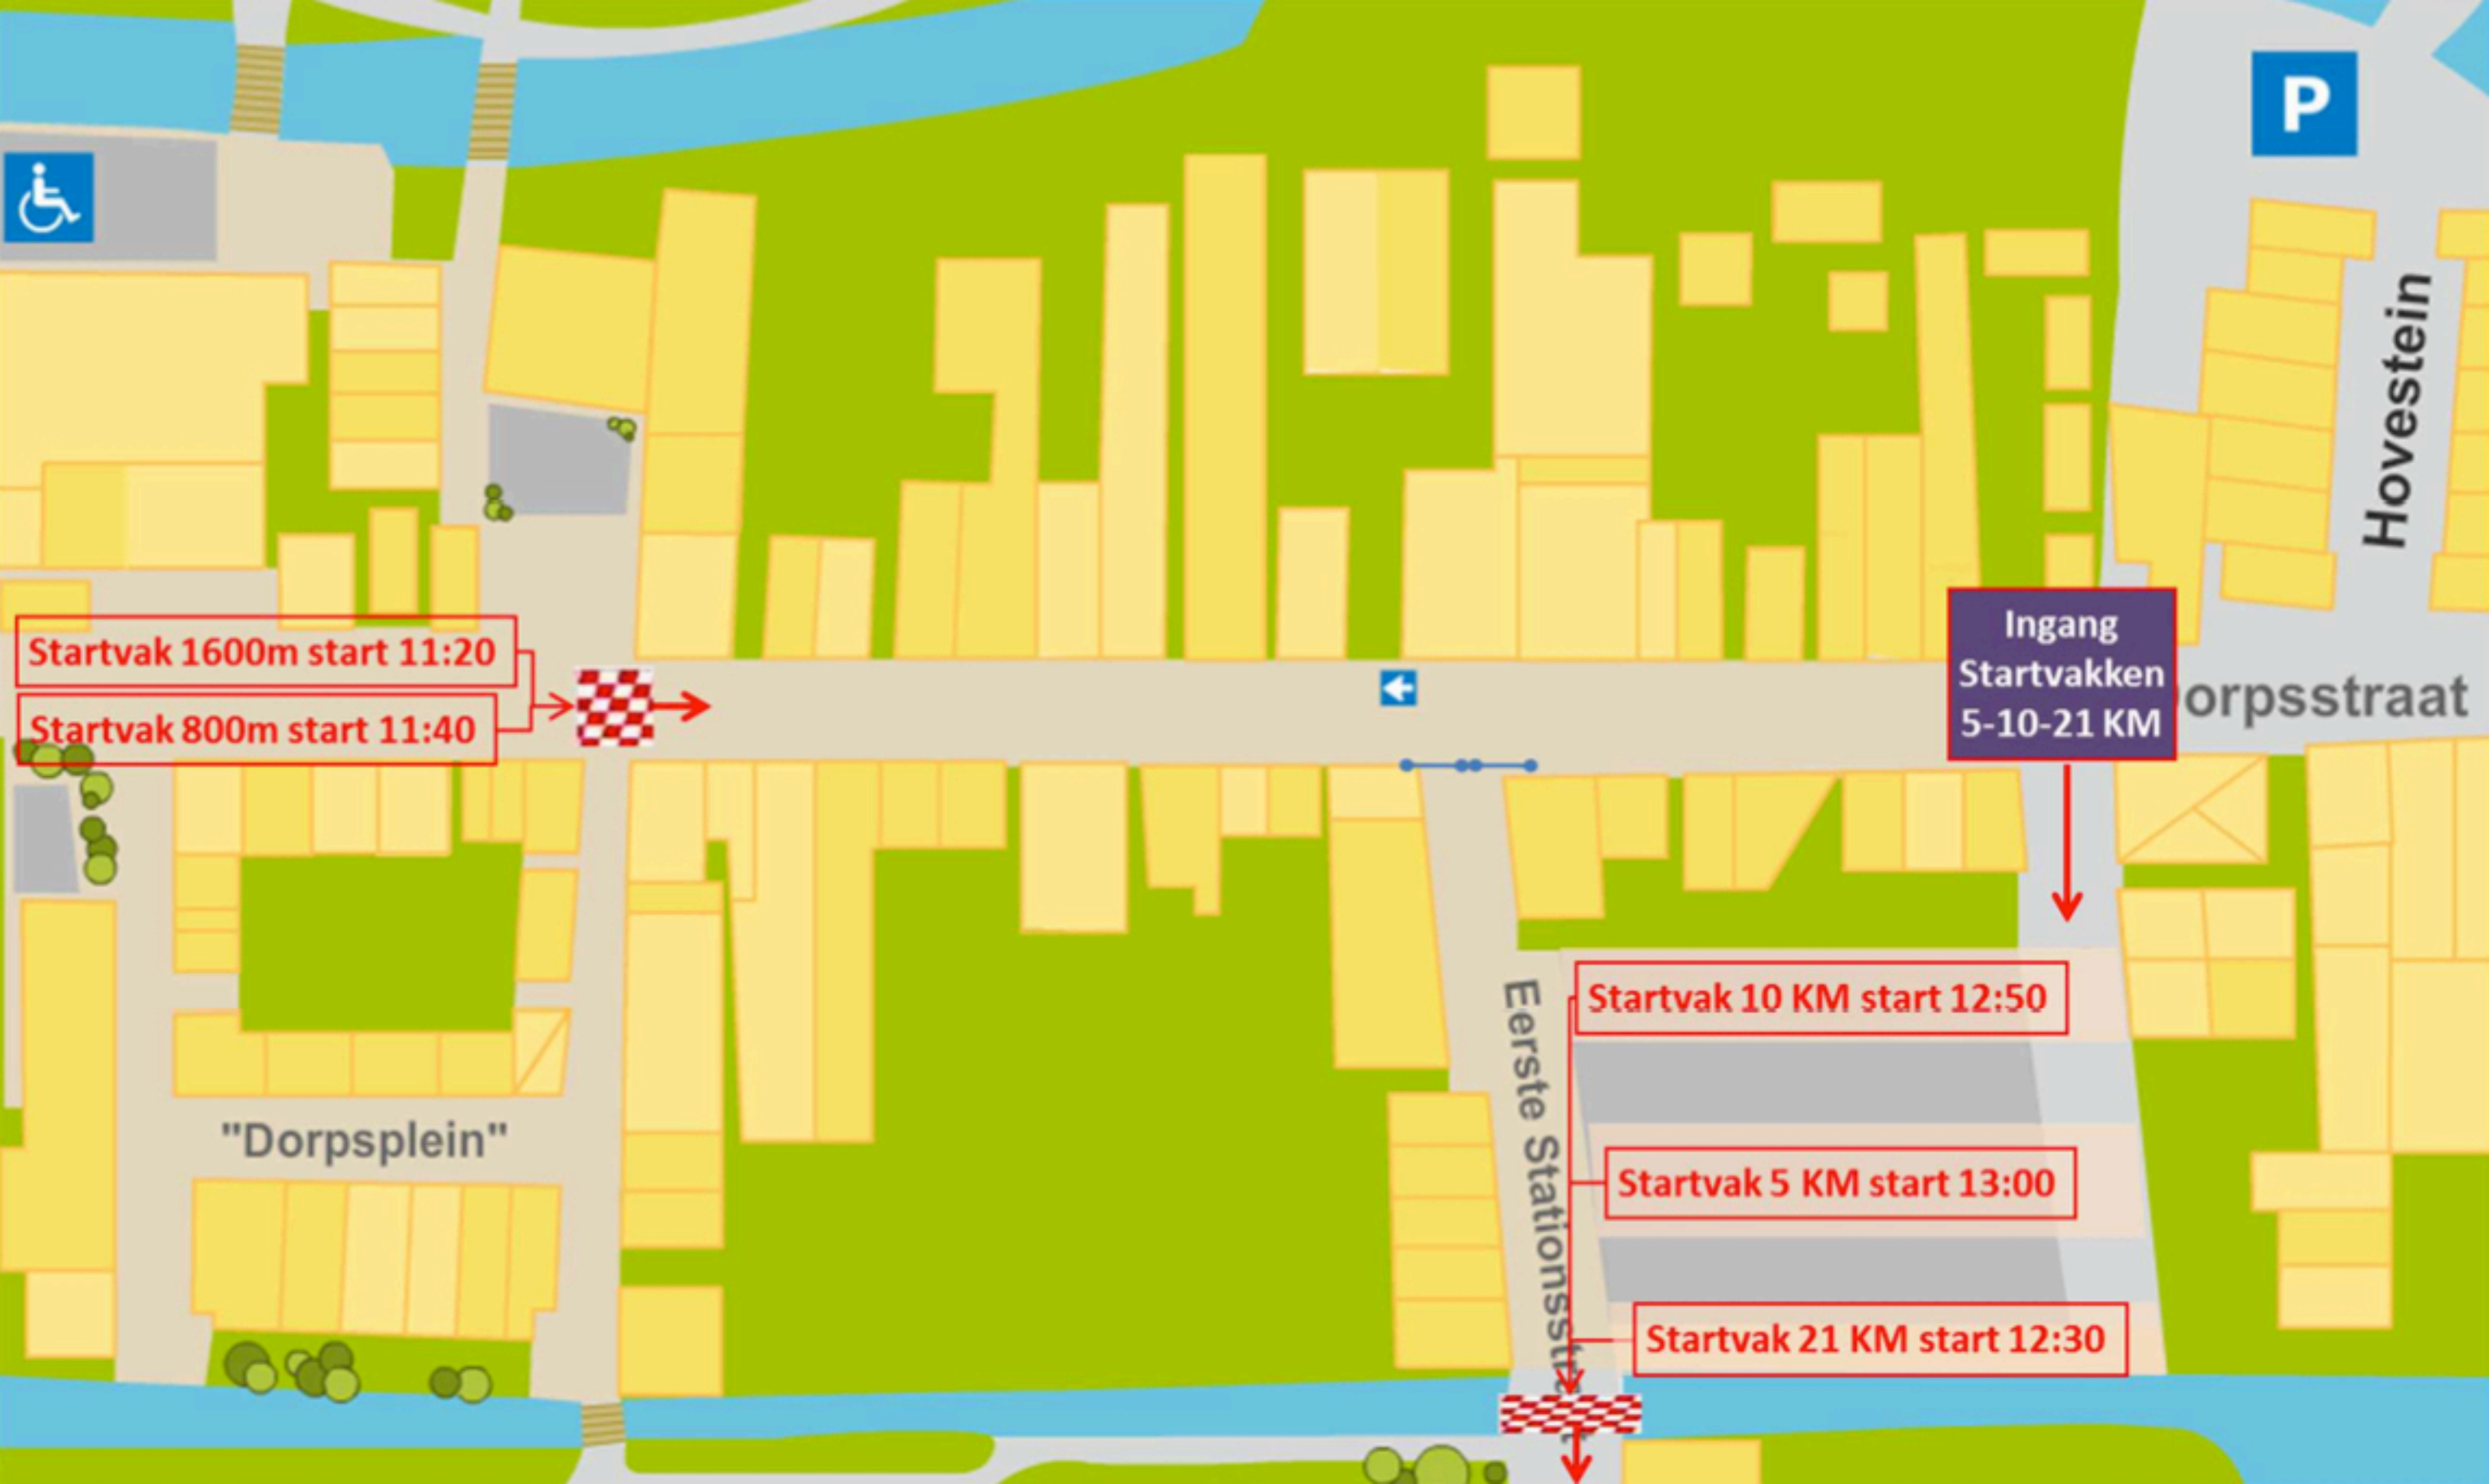 P
Hovestein
Startvak 1600m start 11:20
Startvak 800m start 11:40
Ingang
Startvakken
5-10-21 KM
orpsstraat
Startvak 10 KM start 12:50
Eerste Stationsstraat
Startvak 5 KM start 13:00
"Dorpsplein"
Startvak 21 KM start 12:30